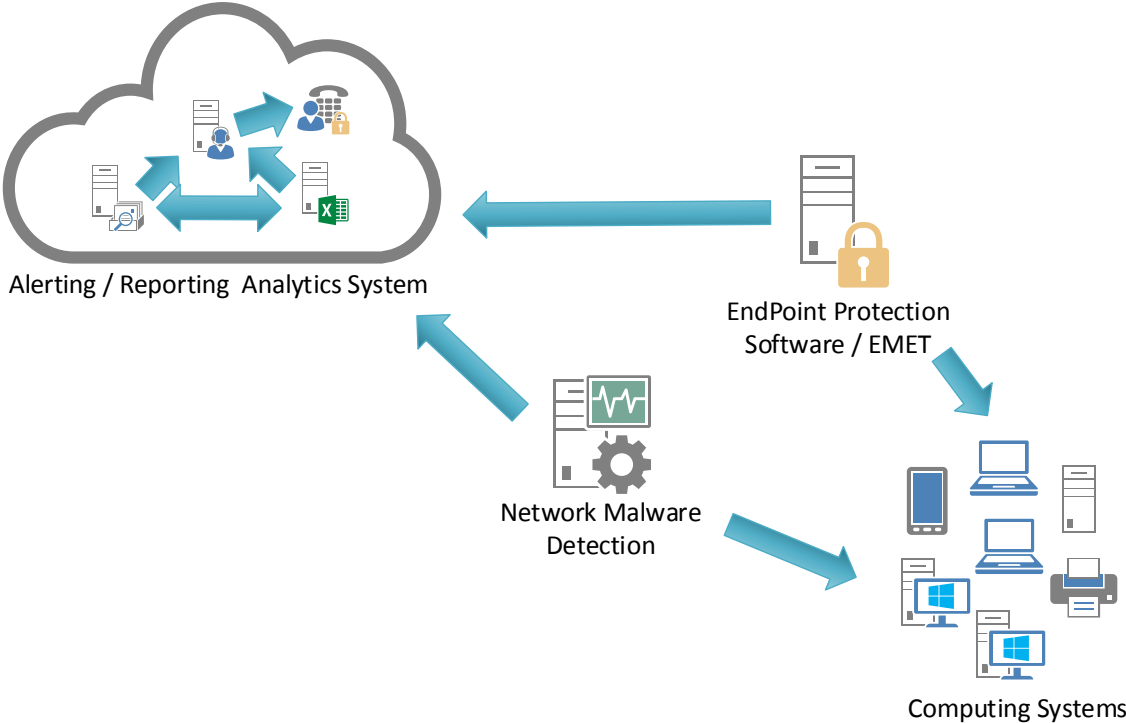 X
Alerting / Reporting  Analytics System
EndPoint Protection
Software / EMET
Network Malware
Detection
Computing Systems